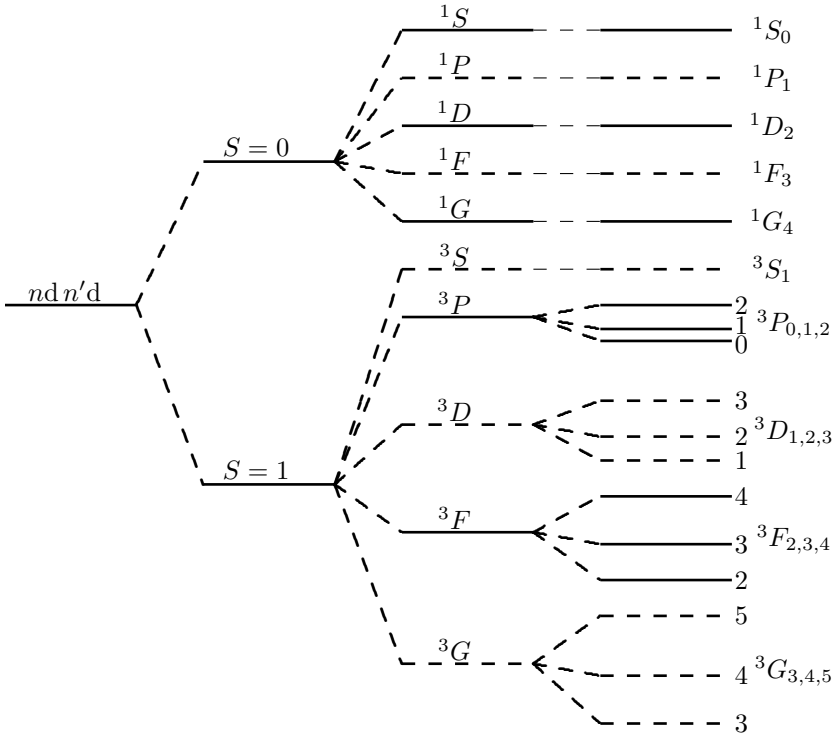 ¹S ¹S₀
¹P ¹P₁
¹D ¹D₂
S = 0
¹F ¹F₃
¹G ¹G₄
³S ³S₁
nd n′d
³P 2
1 ³P₀,₁,₂
0
3
³D 2 ³D₁,₂,₃
1
S = 1
4
³F 3 ³F₂,₃,₄
2
5
³G 4 ³G₃,₄,₅
3